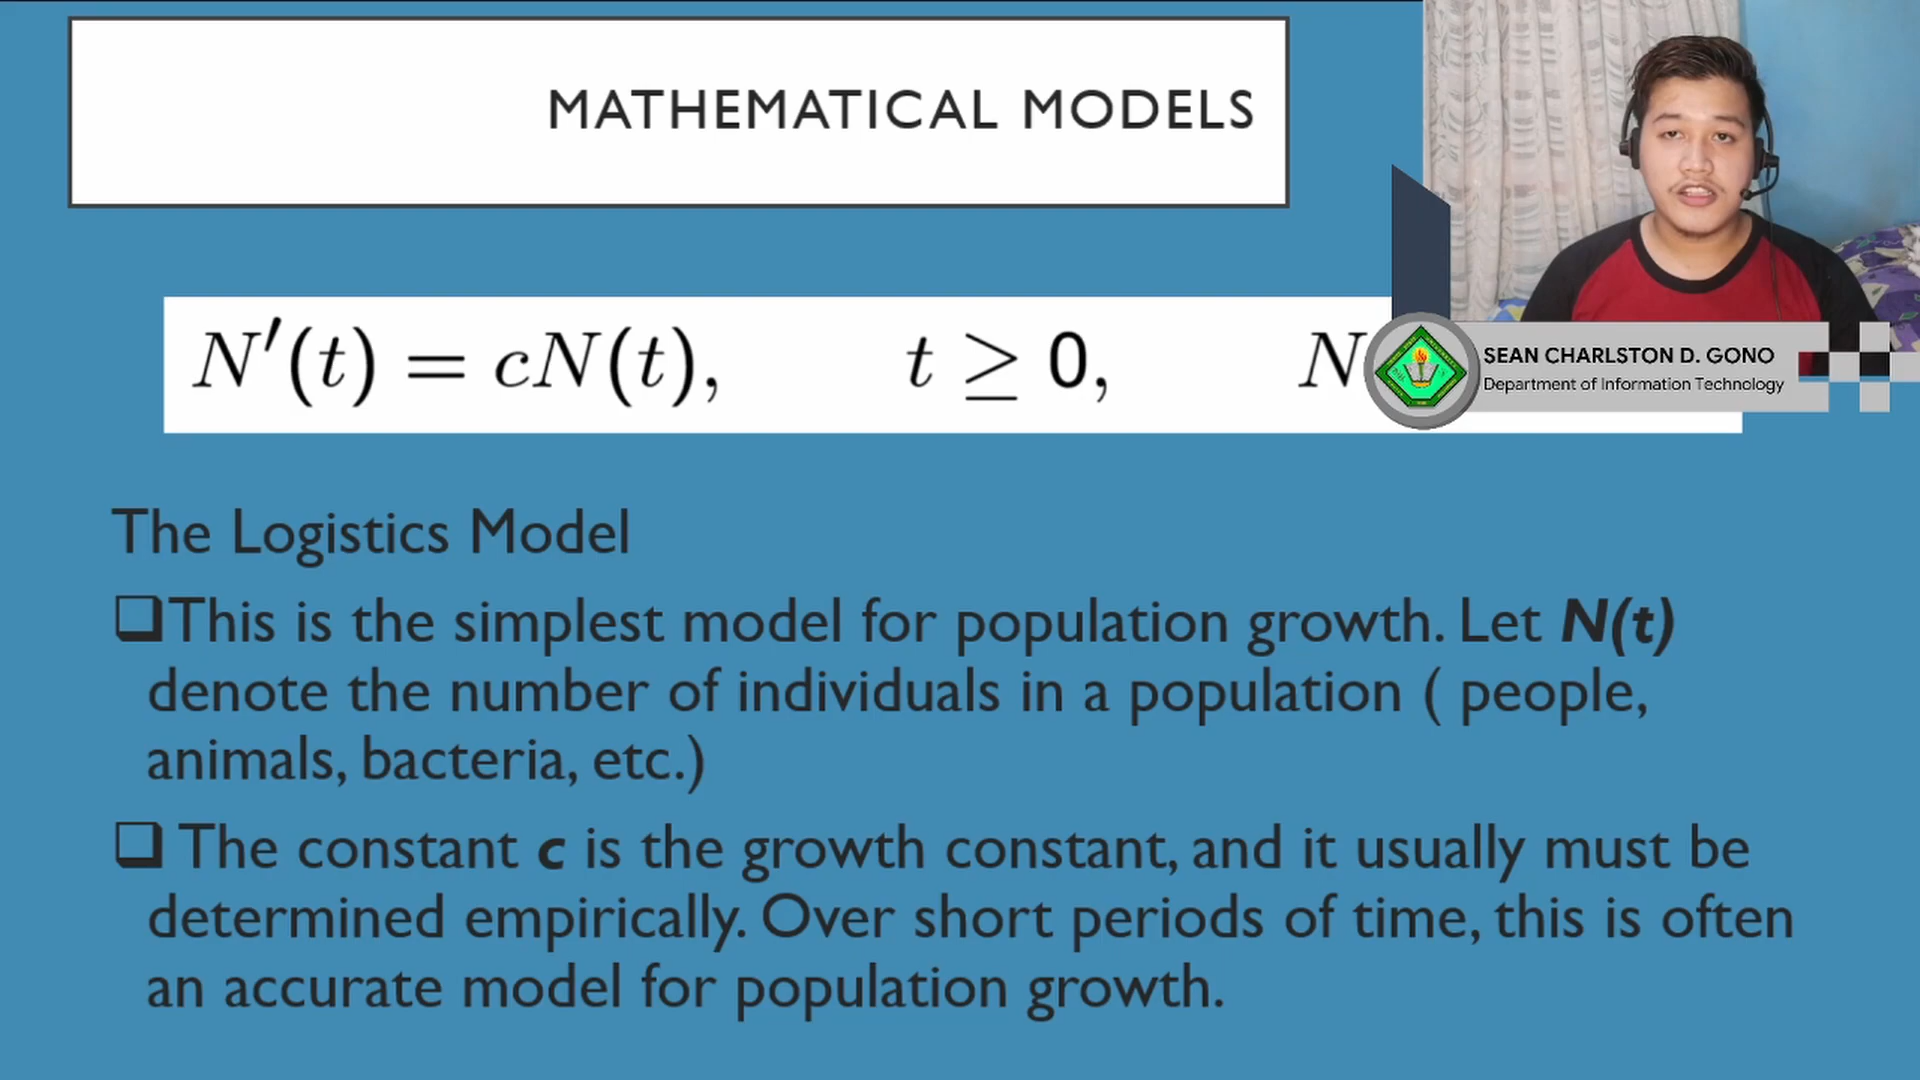 MATHEMATICAL MODELS
N′(t) = cN(t), t ≥ 0, N
SEAN CHARLSTON D. GONO
Department of Information Technology
The Logistics Model
❑This is the simplest model for population growth. Let N(t)
denote the number of individuals in a population ( people,
animals, bacteria, etc.)
❑ The constant c is the growth constant, and it usually must be
determined empirically. Over short periods of time, this is often
an accurate model for population growth.